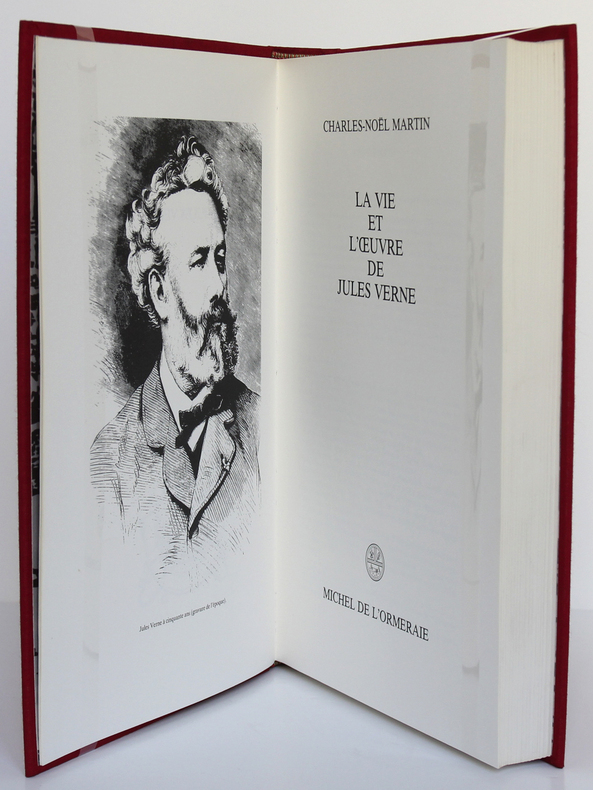 Jules Verne à cinquante ans (gravure de l'époque).
CHARLES-NOËL MARTIN
LA VIE
ET
L'ŒUVRE
DE
JULES VERNE
MICHEL DE L'ORMERAIE